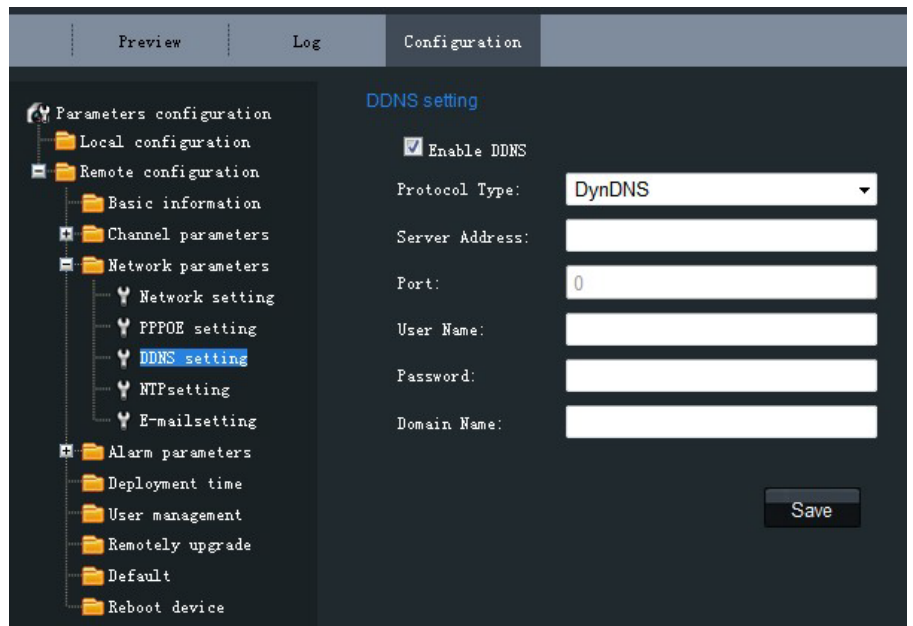 Preview Log Configuration
Parameters configuration
Local configuration
Remote configuration
Basic information
Channel parameters
Network parameters
Network setting
PPPOE setting
DDNS setting
NTPsetting
E-mailsetting
Alarm parameters
Deployment time
User management
Remotely upgrade
Default
Reboot device
DDNS setting
Enable DDNS
Protocol Type: DynDNS
Server Address:
Port: 0
User Name:
Password:
Domain Name:
Save